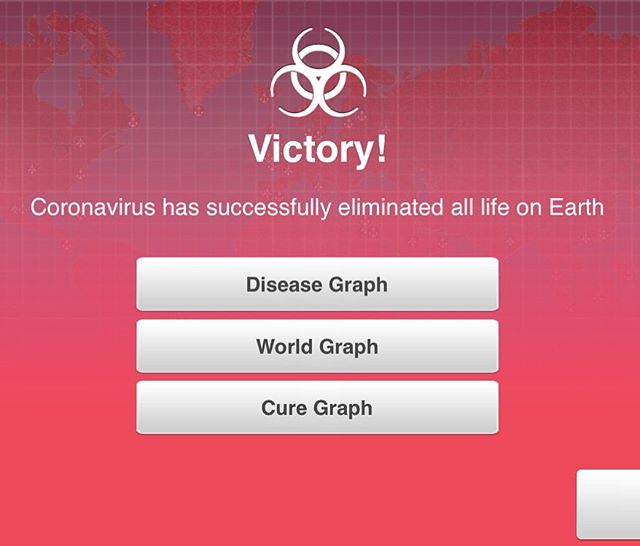 Victory!
Coronavirus has successfully eliminated all life on Earth
Disease Graph
World Graph
Cure Graph